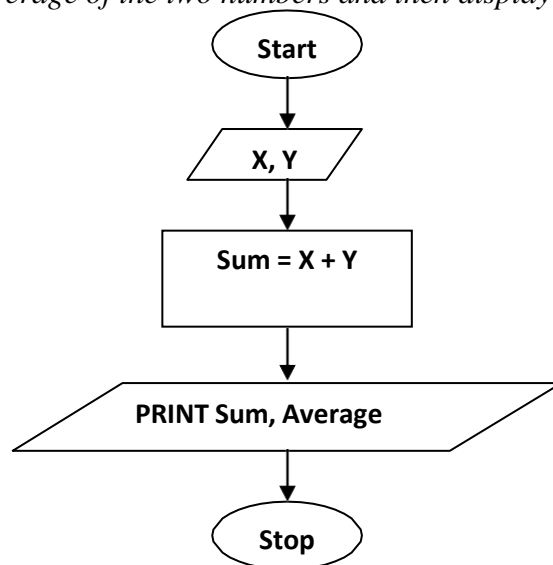 erage of the two numbers and then display
Start
X, Y
Sum = X + Y
PRINT Sum, Average
Stop